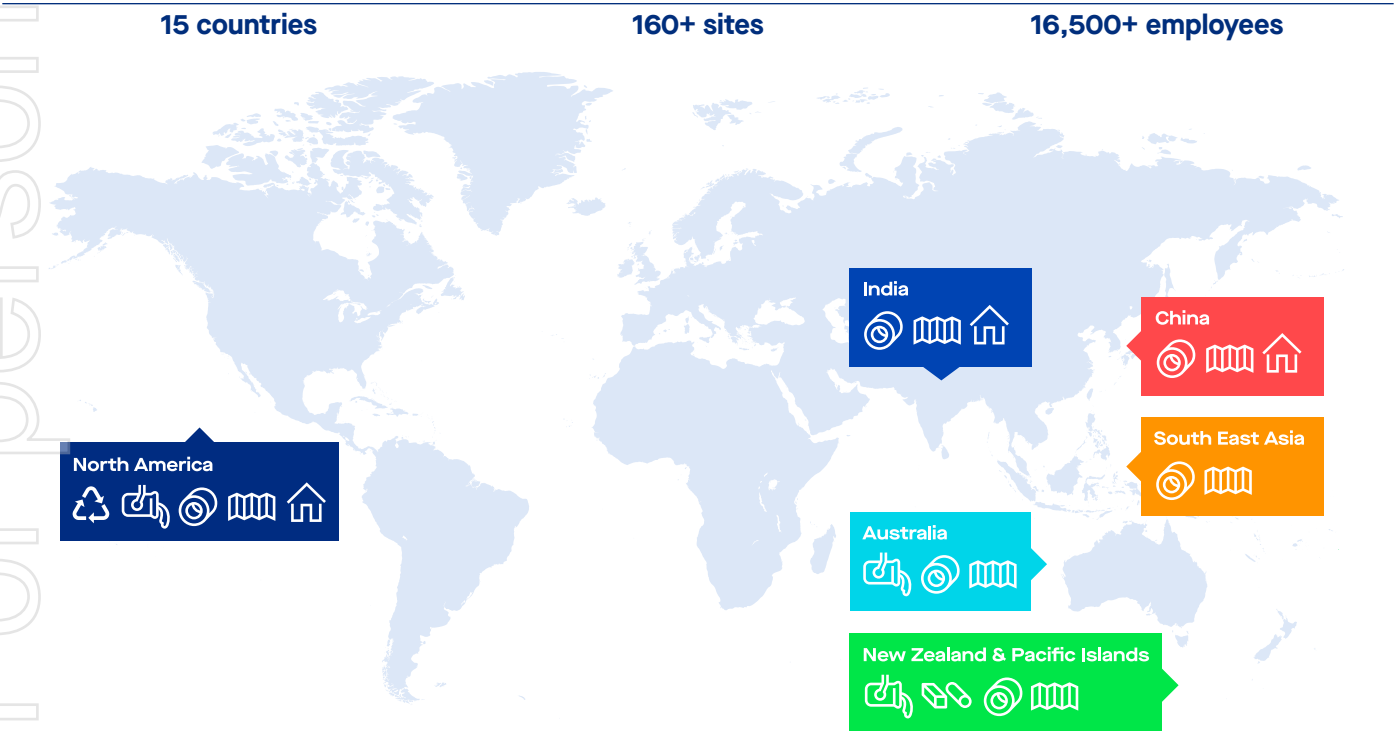 15 countries
160+ sites
16,500+ employees
India
China
South East Asia
North America
Australia
New Zealand & Pacific Islands